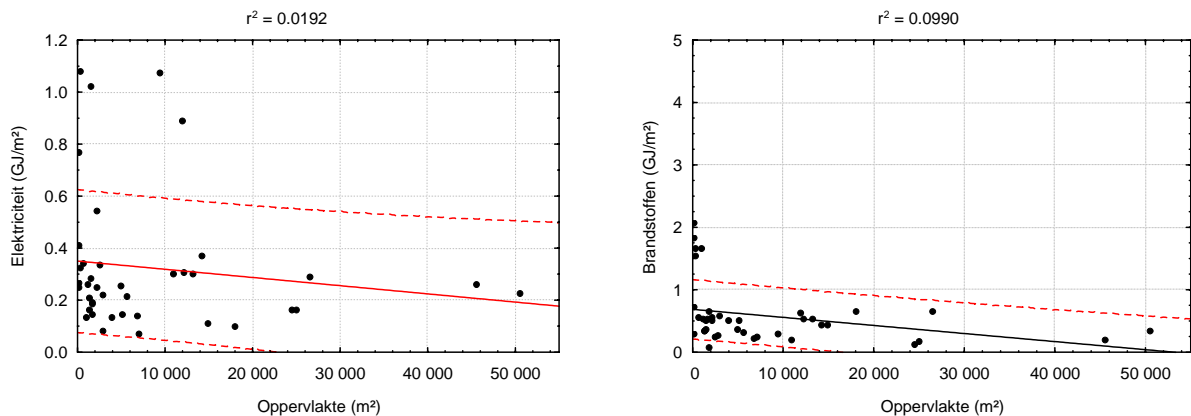 r² = 0.0192
Elektriciteit (GJ/m²)
1.2
1.0
0.8
0.6
0.4
0.2
0.0
0 10 000 20 000 30 000 40 000 50 000
Oppervlakte (m²)
r² = 0.0990
Brandstoffen (GJ/m²)
5
4
3
2
1
0
0 10 000 20 000 30 000 40 000 50 000
Oppervlakte (m²)